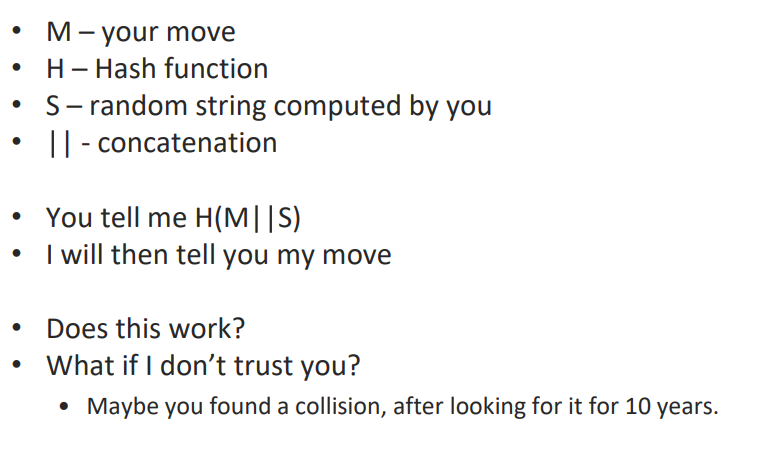 • M – your move
• H – Hash function
• S – random string computed by you
• || - concatenation
• You tell me H(M||S)
• I will then tell you my move
• Does this work?
• What if I don’t trust you?
• Maybe you found a collision, after looking for it for 10 years.